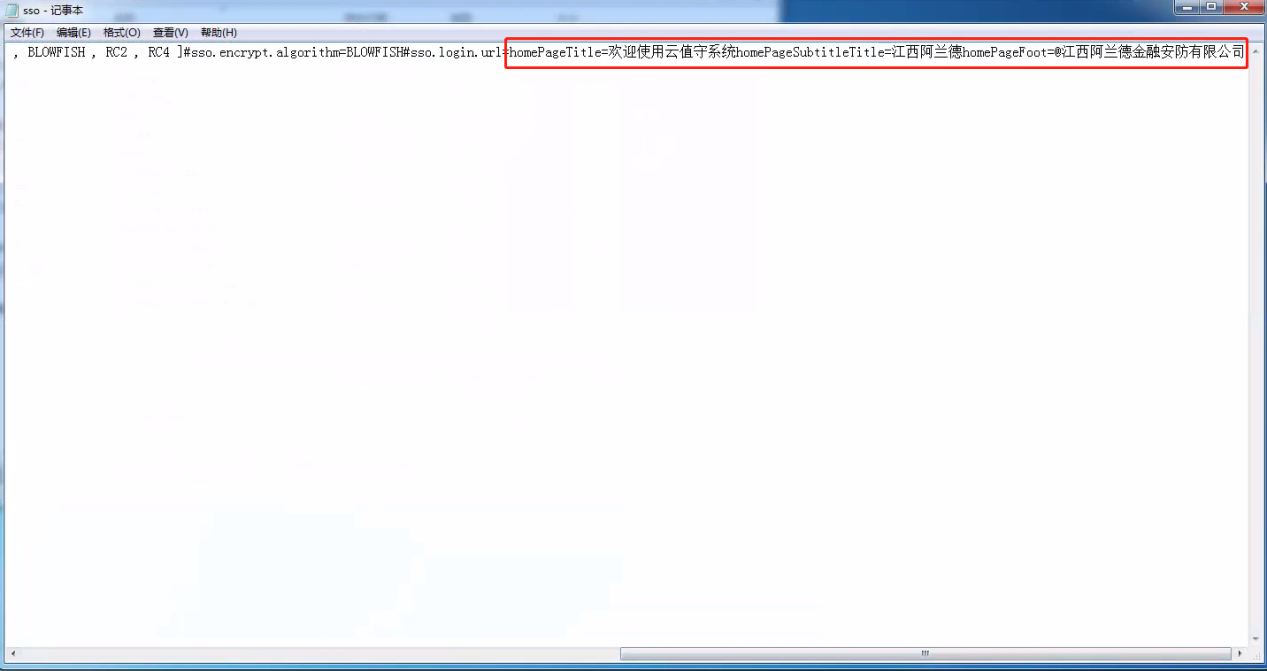 sso - 记事本
文件(F) 编辑(E) 格式(O) 查看(V) 帮助(H)
, BLOWFISH , RC2 , RC4 ]#sso.encrypt.algorithm=BLOWFISH#sso.login.url=homePageTitle=欢迎使用云值守系统homePageSubtitleTitle=江西阿兰德homePageFoot=@江西阿兰德金融安防有限公司